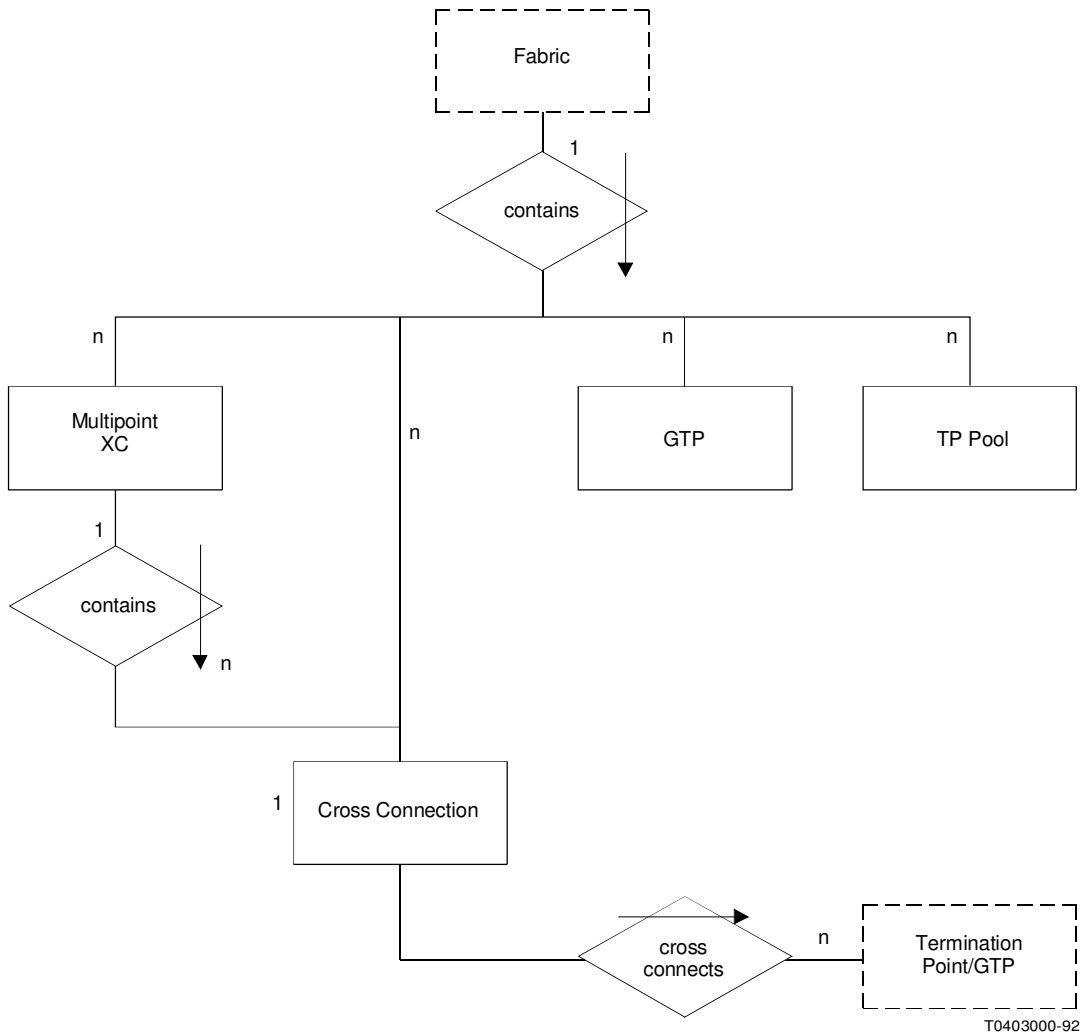 Fabric
1
contains
n
n
n
Multipoint
XC
n
GTP
TP Pool
1
contains
n
1
Cross Connection
n
cross
connects
Termination
Point/GTP
T0403000-92